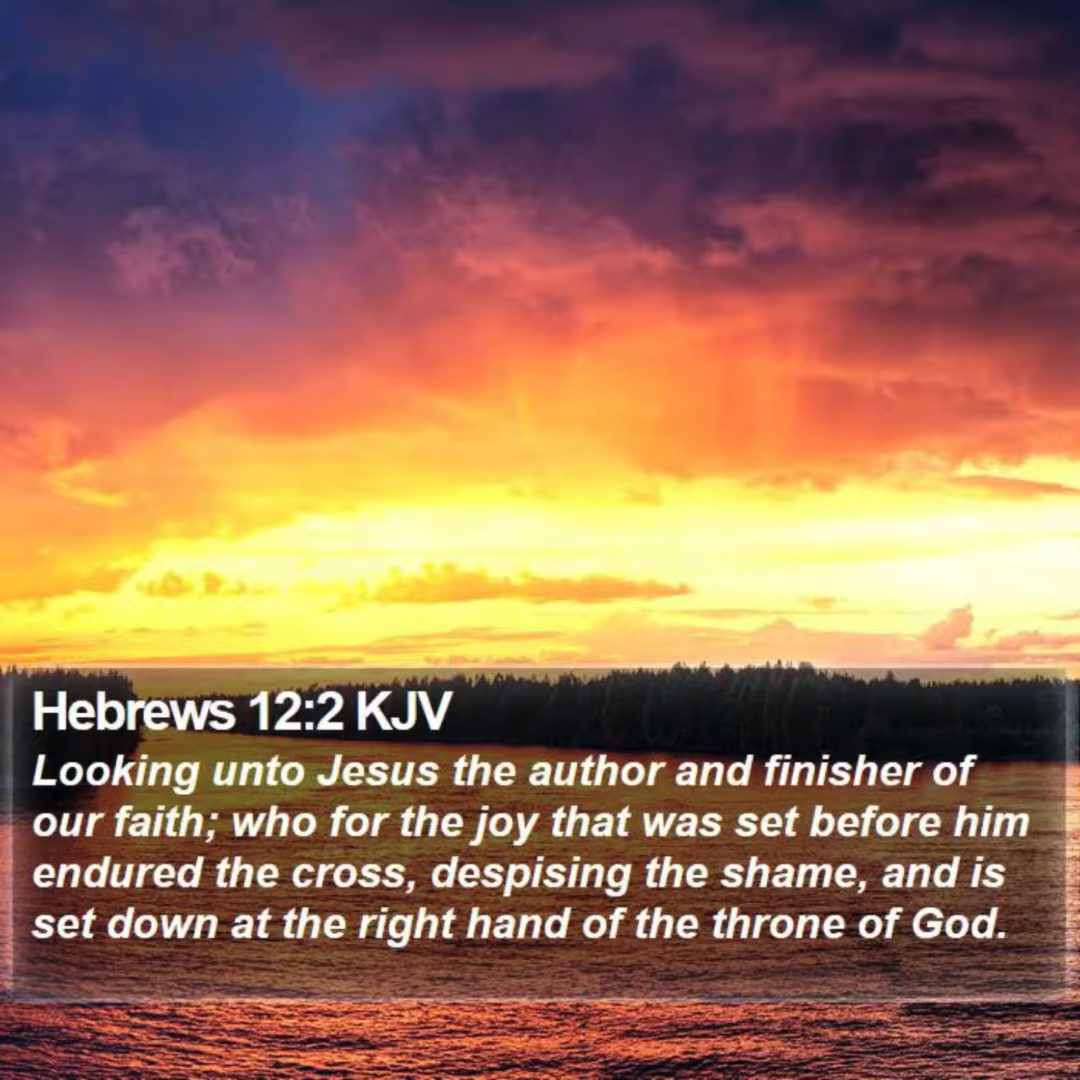 Hebrews 12:2 KJV
Looking unto Jesus the author and finisher of
our faith; who for the joy that was set before him
endured the cross, despising the shame, and is
set down at the right hand of the throne of God.